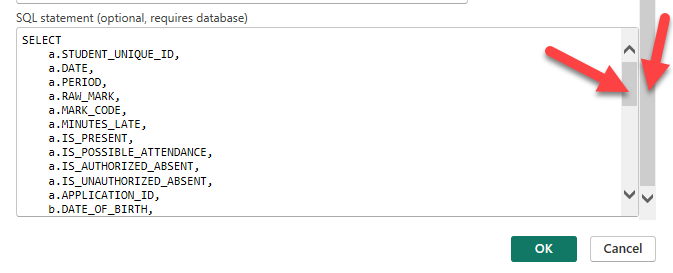 SQL statement (optional, requires database)
SELECT
a.STUDENT_UNIQUE_ID,
a.DATE,
a.PERIOD,
a.RAW_MARK,
a.MARK_CODE,
a.MINUTES_LATE,
a.IS_PRESENT,
a.IS_POSSIBLE_ATTENDANCE,
a.IS_AUTHORIZED_ABSENT,
a.IS_UNAUTHORIZED_ABSENT,
a.APPLICATION_ID,
b.DATE_OF_BIRTH,
OK Cancel